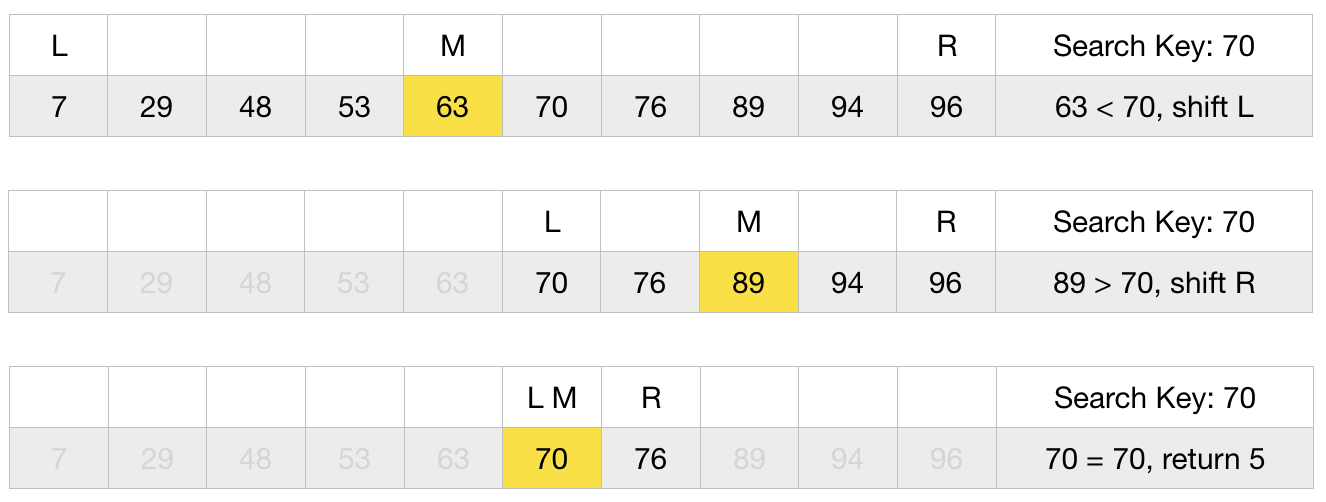 L M R Search Key: 70
7 29 48 53 63 70 76 89 94 96 63 < 70, shift L
L M R Search Key: 70
7 29 48 53 63 70 76 89 94 96 89 > 70, shift R
L M R Search Key: 70
7 29 48 53 63 70 76 89 94 96 70 = 70, return 5